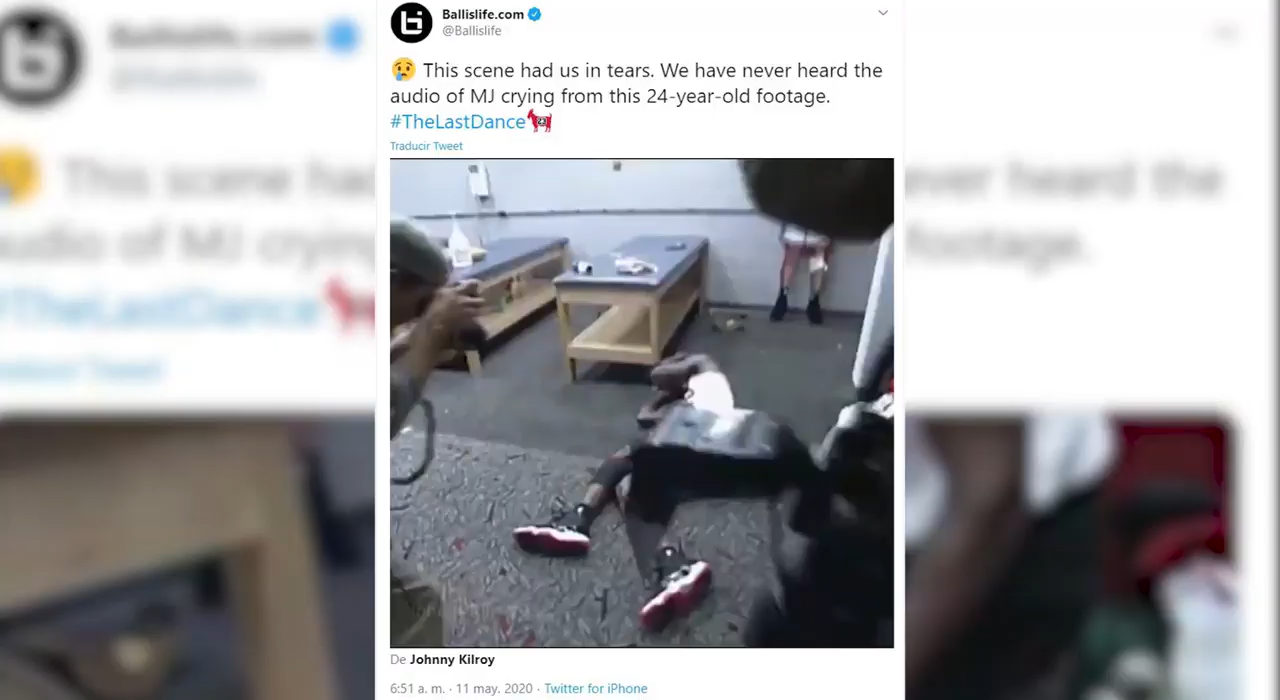 Ballislife.com
@Ballislife
😢 This scene had us in tears. We have never heard the
audio of MJ crying from this 24-year-old footage.
#TheLastDance
Traducir Tweet
De Johnny Kilroy
6:51 a. m. · 11 may. 2020 · Twitter for iPhone